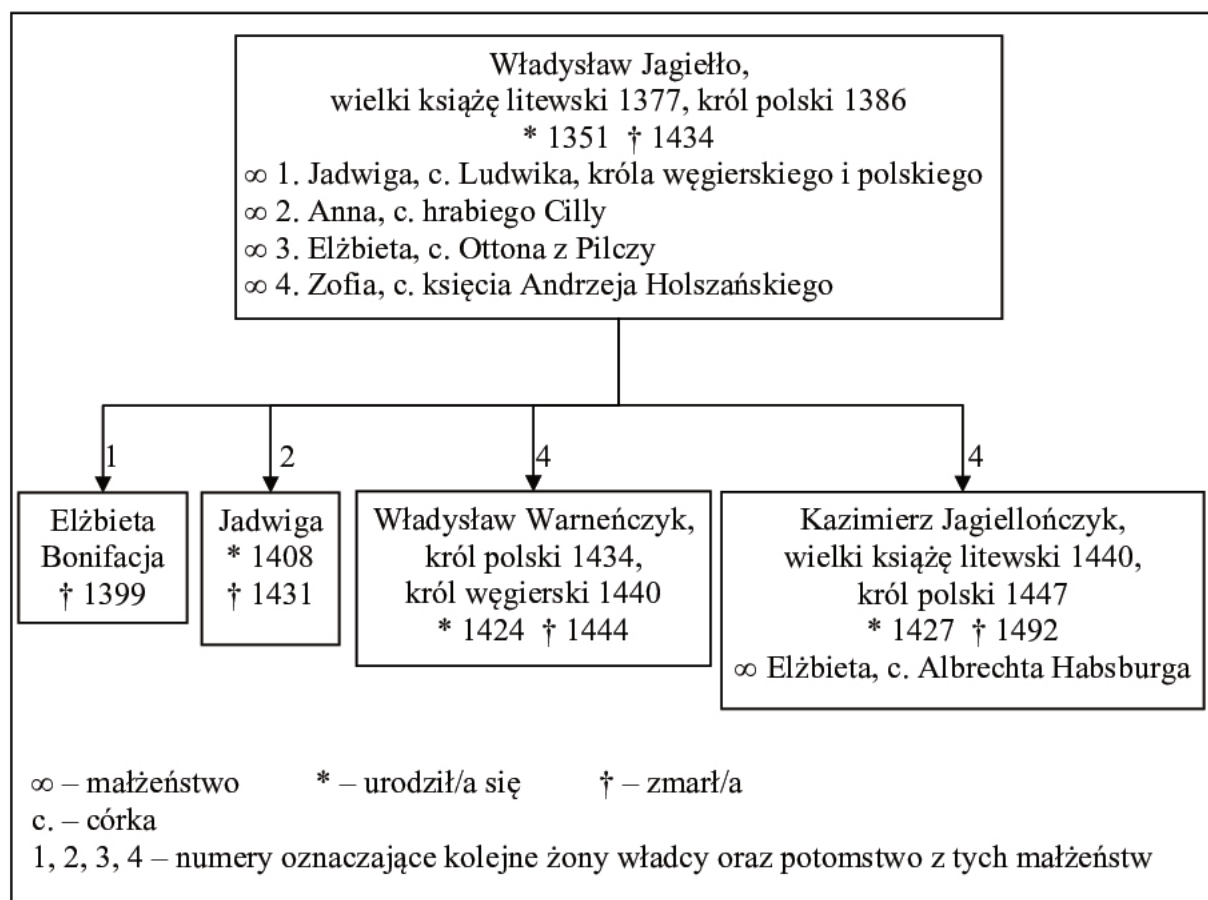 Władysław Jagiełło,
wielki książę litewski 1377, król polski 1386
* 1351 † 1434
∞ 1. Jadwiga, c. Ludwika, króla węgierskiego i polskiego
∞ 2. Anna, c. hrabiego Cilly
∞ 3. Elżbieta, c. Ottona z Pilczy
∞ 4. Zofia, c. księcia Andrzeja Holszańskiego
1
2
4
4
Elżbieta
Bonifacja
† 1399
Jadwiga
* 1408
† 1431
Władysław Warneńczyk,
król polski 1434,
król węgierski 1440
* 1424 † 1444
Kazimierz Jagiellończyk,
wielki książę litewski 1440,
król polski 1447
* 1427 † 1492
∞ Elżbieta, c. Albrechta Habsburga
∞ – małżeństwo * – urodził/a się † – zmarł/a
c. – córka
1, 2, 3, 4 – numery oznaczające kolejne żony władcy oraz potomstwo z tych małżeństw